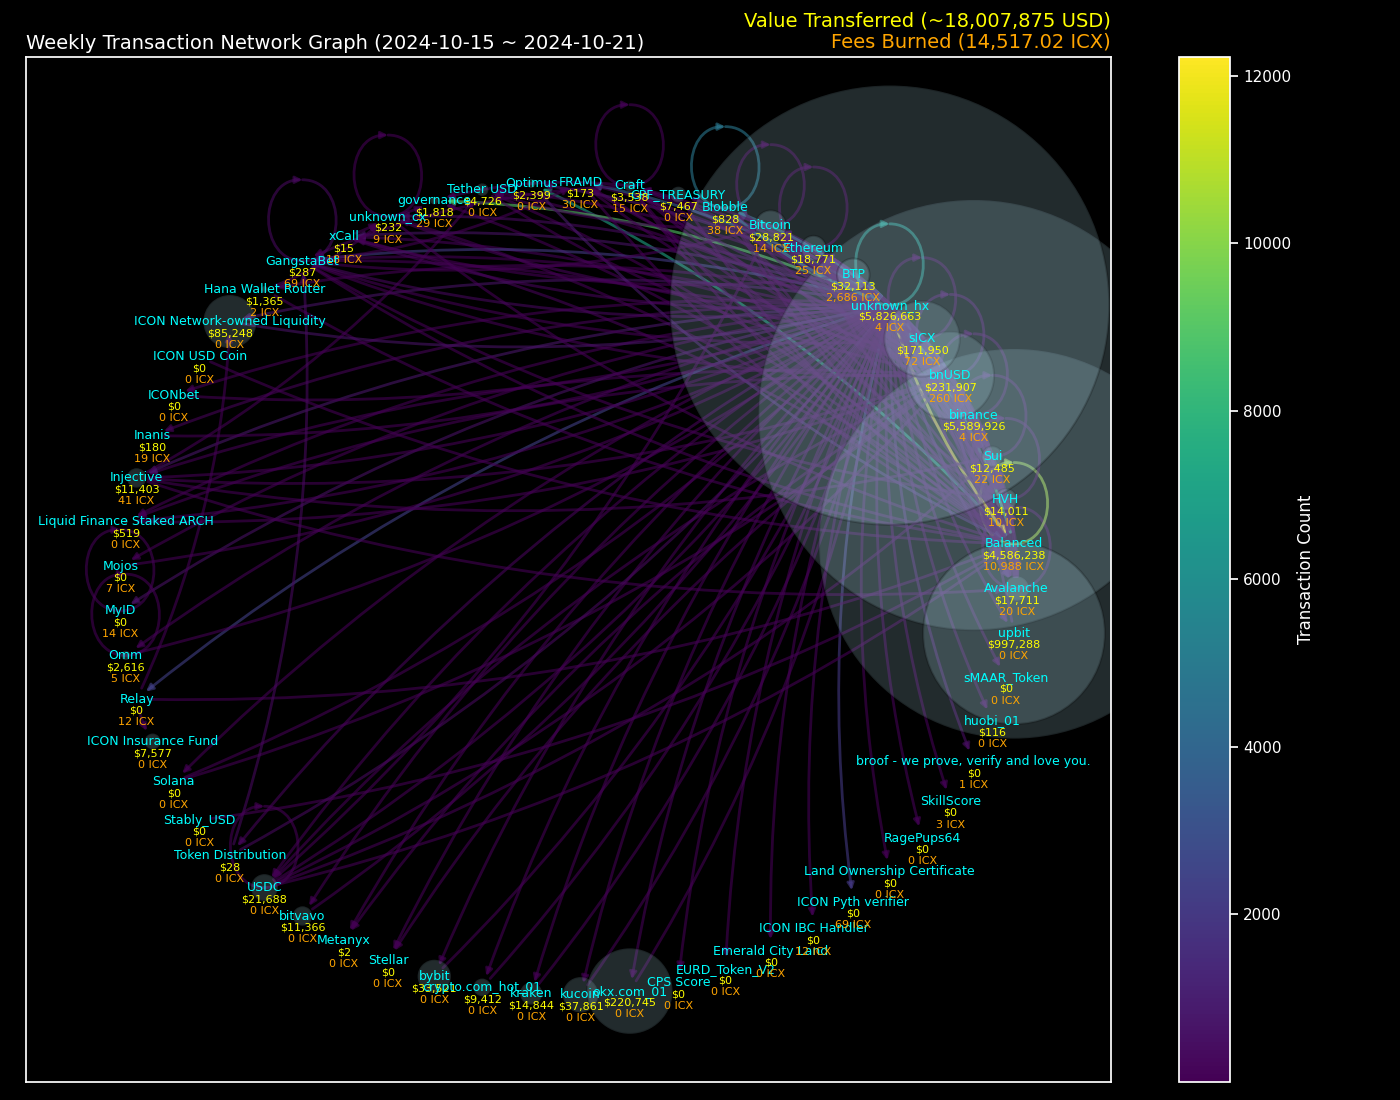 Value Transferred (~18,007,875 USD)
Weekly Transaction Network Graph (2024-10-15 ~ 2024-10-21)
Fees Burned (14,517.02 ICX)
Tether USD
$4,726
0 ICX
Optimus
$2,399
0 ICX
FRAMD
$173
30 ICX
Craft
$3,538
15 ICX
CPF_TREASURY
$7,467
0 ICX
Blobble
$828
38 ICX
Bitcoin
$28,821
14 ICX
Ethereum
$18,771
25 ICX
BTP
$32,113
2,686 ICX
unknown_hx
$5,826,663
4 ICX
sICX
$171,950
72 ICX
bnUSD
$231,907
260 ICX
binance
$5,589,926
4 ICX
Sui
$12,485
22 ICX
HVH
$14,011
10 ICX
Balanced
$4,586,238
10,988 ICX
Avalanche
$17,711
20 ICX
upbit
$997,288
0 ICX
sMAAR_Token
$0
0 ICX
huobi_01
$116
0 ICX
broof - we prove, verify and love you.
$0
1 ICX
SkillScore
$0
3 ICX
RagePups64
$0
0 ICX
Land Ownership Certificate
$0
0 ICX
ICON Pyth verifier
$0
69 ICX
ICON IBC Handler
$0
12 ICX
Emerald City Land
$0
0 ICX
EURD_Token_V2
$0
0 ICX
CPS Score
$0
0 ICX
okx.com_01
$220,745
0 ICX
kucoin
$37,861
0 ICX
kraken
$14,844
0 ICX
crypto.com_hot_01
$9,412
0 ICX
bybit
0 ICX
Stellar
$0
0 ICX
Metanyx
$2
0 ICX
bitvavo
$11,366
0 ICX
USDC
$21,688
0 ICX
Token Distribution
$28
0 ICX
Stably_USD
$0
0 ICX
Solana
$0
0 ICX
ICON Insurance Fund
$7,577
0 ICX
Relay
$0
12 ICX
Omm
$2,616
5 ICX
MyID
$0
14 ICX
Mojos
$0
7 ICX
Liquid Finance Staked ARCH
$519
0 ICX
Injective
$11,403
41 ICX
Inanis
$180
19 ICX
ICONbet
$0
0 ICX
ICON USD Coin
$0
0 ICX
ICON Network-owned Liquidity
$85,248
0 ICX
Hana Wallet Router
$1,365
2 ICX
GangstaBet
$287
69 ICX
xCall
$15
unknown_cx
$232
9 ICX
governance
$1,818
29 ICX
12000
10000
8000
6000
4000
2000
Transaction Count